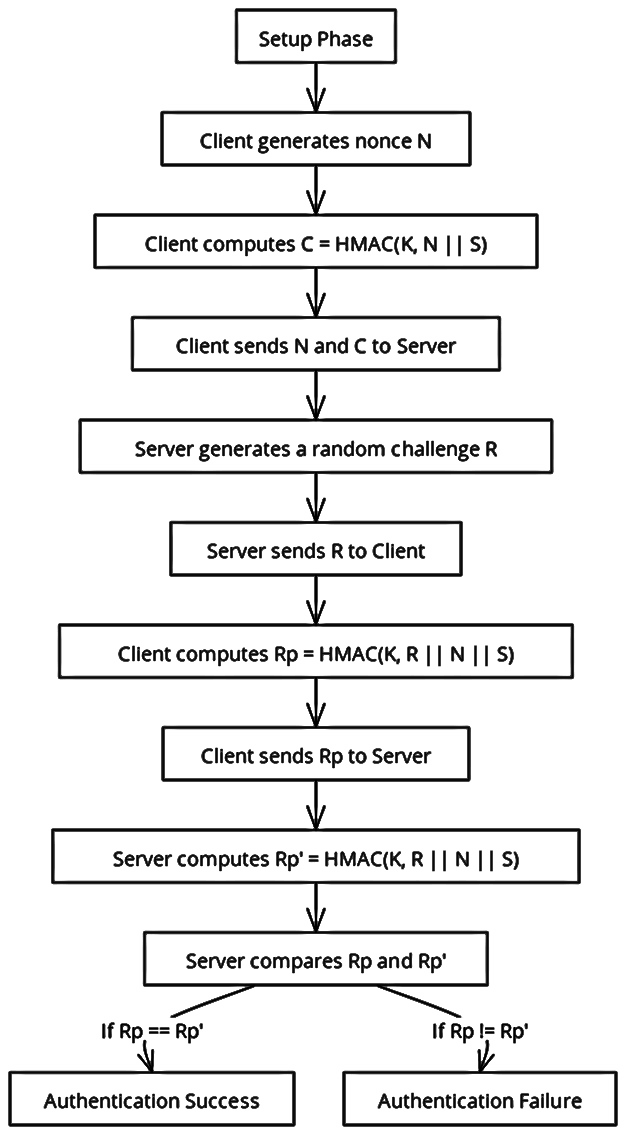 Setup Phase
Client generates nonce N
Client computes C = HMAC(K, N || S)
Client sends N and C to Server
Server generates a random challenge R
Server sends R to Client
Client computes Rp = HMAC(K, R || N || S)
Client sends Rp to Server
Server computes Rp' = HMAC(K, R || N || S)
Server compares Rp and Rp'
If Rp == Rp'
If Rp != Rp'
Authentication Success
Authentication Failure